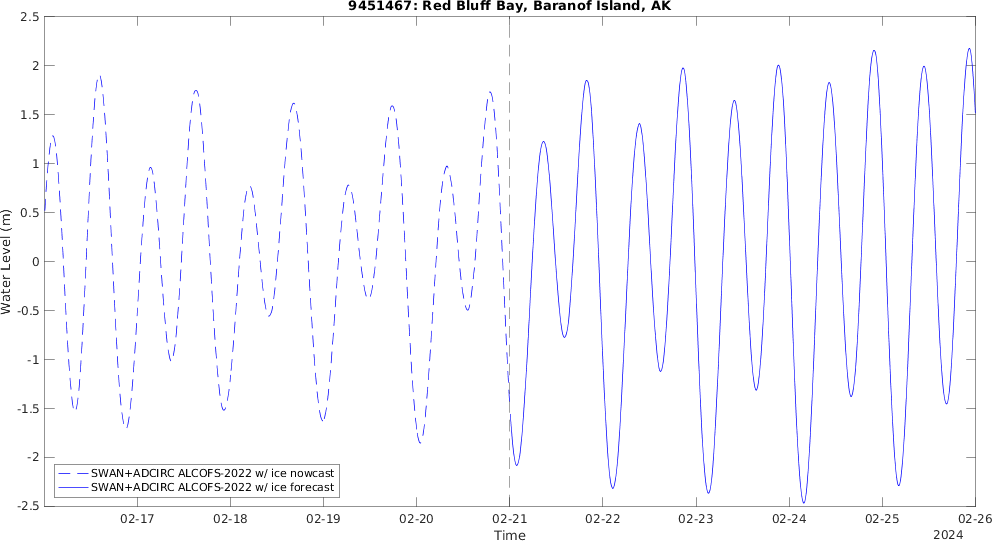 9451467: Red Bluff Bay, Baranof Island, AK
2.5
2
1.5
1
0.5
0
-0.5
-1
-1.5
-2
-2.5
Water Level (m)
SWAN+ADCIRC ALCOFS-2022 w/ ice nowcast
SWAN+ADCIRC ALCOFS-2022 w/ ice forecast
02-17 02-18 02-19 02-20 02-21 02-22 02-23 02-24 02-25 02-26
Time
2024